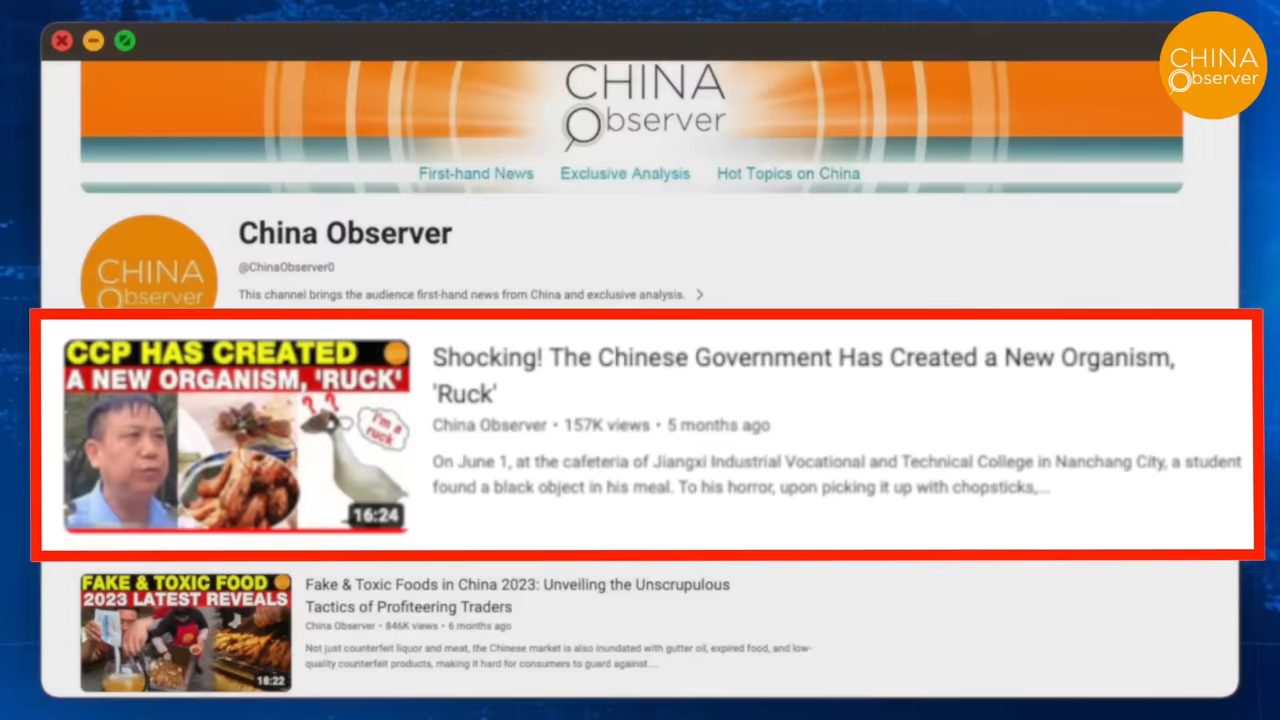 CHINA
Observer
CHINA
Observer
First-hand News Exclusive Analysis Hot Topics on China
China Observer
@ChinaObserver0
This channel brings the audience first-hand news from China and exclusive analysis.
CHINA
Observer
CCP HAS CREATED
A NEW ORGANISM, 'RUCK'
??
I'm a
ruck
16:24
Shocking! The Chinese Government Has Created a New Organism,
'Ruck'
China Observer • 157K views • 5 months ago
On June 1, at the cafeteria of Jiangxi Industrial Vocational and Technical College in Nanchang City, a student
found a black object in his meal. To his horror, upon picking it up with chopsticks,...
FAKE & TOXIC FOOD
2023 LATEST REVEALS
18:22
Fake & Toxic Foods in China 2023: Unveiling the Unscrupulous
Tactics of Profiteering Traders
China Observer • 846K views • 6 months ago
Not just counterfeit liquor and meat, the Chinese market is also inundated with gutter oil, expired food, and low-
quality counterfeit products, making it hard for consumers to guard against....